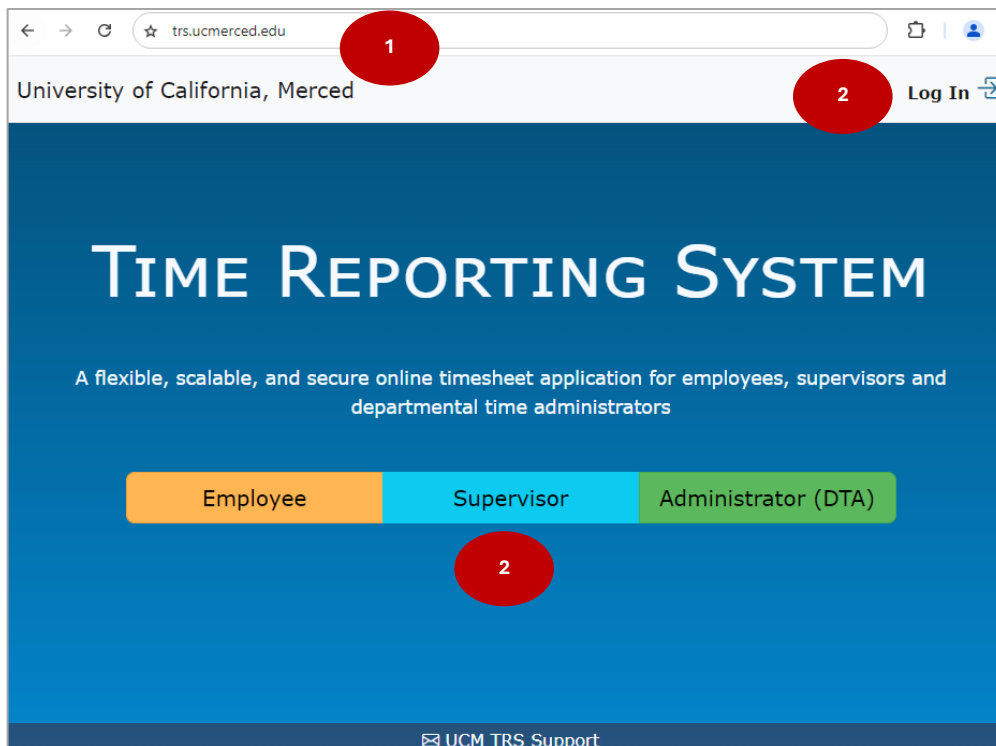 trs.ucmerced.edu
1
University of California, Merced
2
Log In
TIME REPORTING SYSTEM
A flexible, scalable, and secure online timesheet application for employees, supervisors and
departmental time administrators
Employee
Supervisor
Administrator (DTA)
2
UCM TRS Support